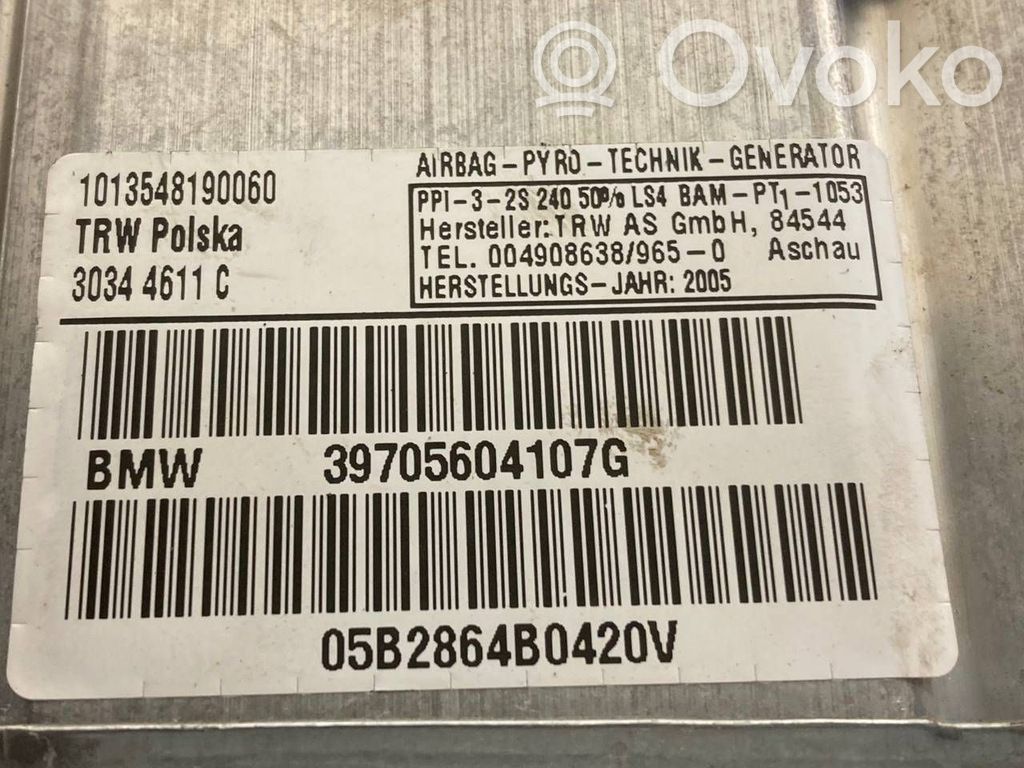 Ovoko
1013548190060
TRW Polska
3034 4611 C
AIRBAG-PYRO-TECHNIK-GENERATOR
PPI-3-2S 240 50% LS4 BAM-PT1-1053
Hersteller: TRW AS GmbH, 84544
TEL. 004908638/965-0 Aschau
HERSTELLUNGS-JAHR: 2005
BMW 39705604107G
05B2864B0420V